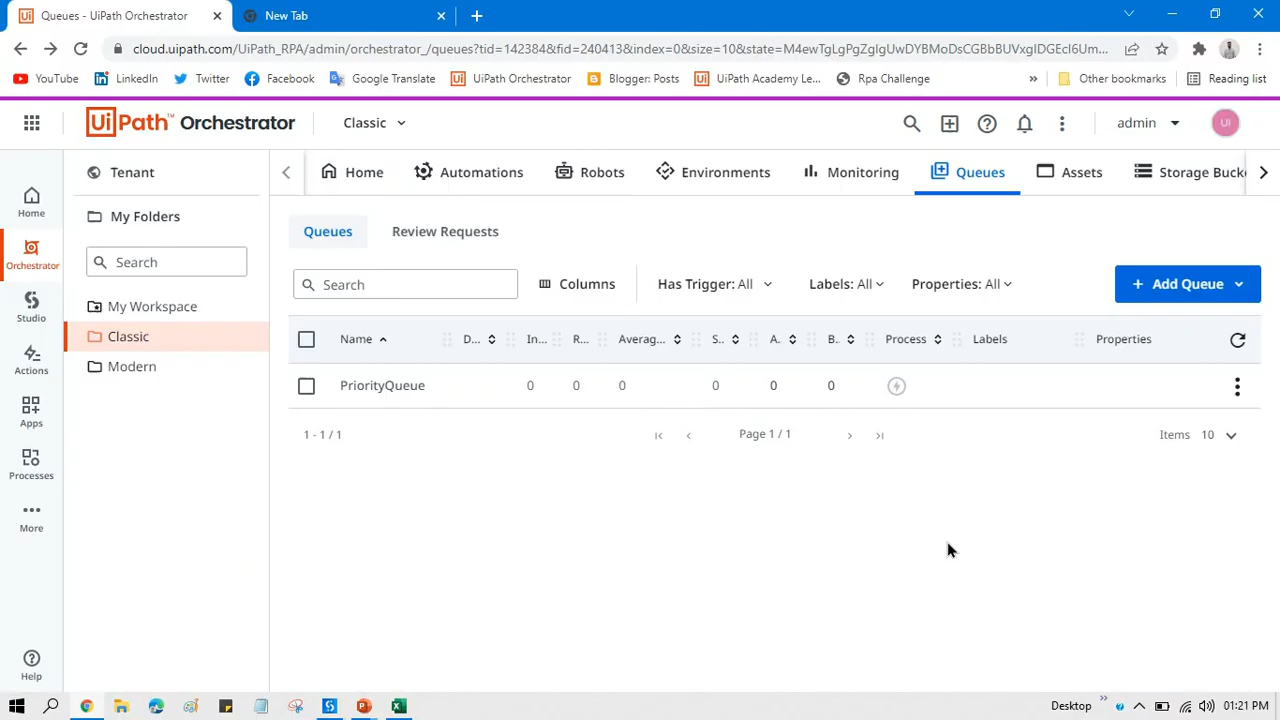 Queues - UiPath Orchestrator
New Tab
cloud.uipath.com/UiPath_RPA/admin/orchestrator_/queues?tid=142384&fid=240413&index=0&size=10&state=M4ewTgLgPgZglgUwDYBMoDsCGBbBUVxgIDGEcI6Um...
YouTube LinkedIn Twitter Facebook Google Translate UiPath Orchestrator Blogger: Posts UiPath Academy Le... Rpa Challenge » Other bookmarks Reading list
UiPath™ Orchestrator Classic admin UI
Tenant
Home Automations Robots Environments Monitoring Queues Assets Storage Buck
My Folders
Search
My Workspace
Classic
Modern
Home
Orchestrator
Studio
Actions
Apps
Processes
More
Help
Queues Review Requests
Search Columns Has Trigger: All Labels: All Properties: All + Add Queue
Name D... In... R... Averag... S.. A. B. Process Labels Properties
PriorityQueue 0 0 0 0 0 0
1 - 1 / 1 Page 1 / 1 Items 10
Desktop » 01:21 PM